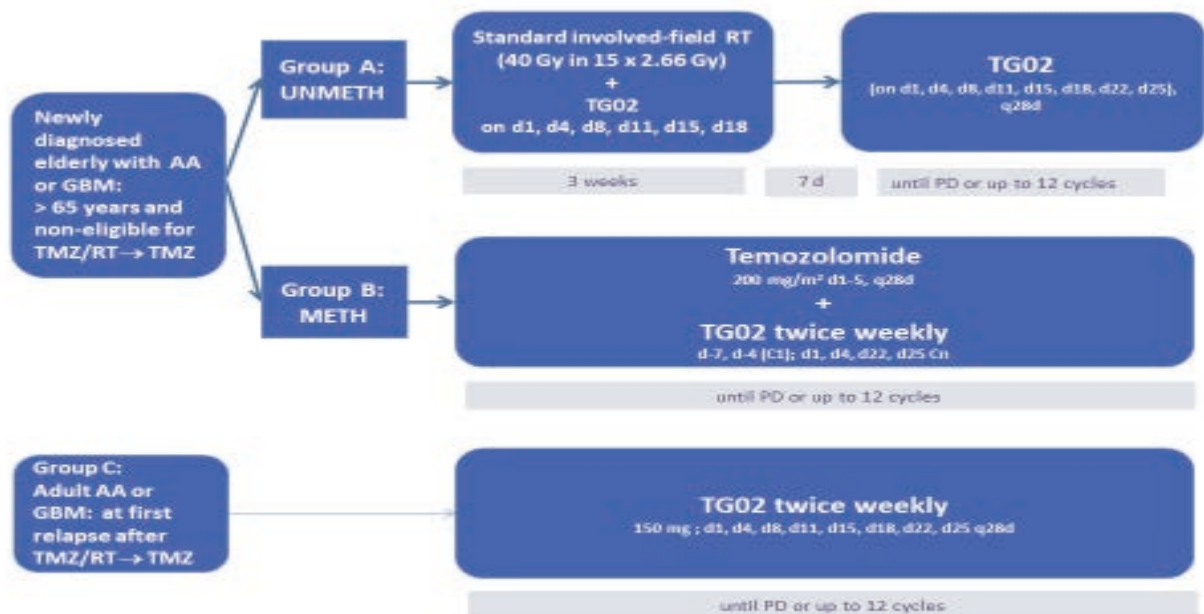 Newly
diagnosed
elderly with AA
or GBM:
> 65 years and
non-eligible for
TMZ/RT→TMZ
Group A:
UNMETH
Standard involved-field RT
(40 Gy in 15 x 2.66 Gy)
+
TG02
on d1, d4, d8, d11, d15, d18
TG02
(on d1, d4, d8, d11, d15, d18, d22, d25),
q28d
3 weeks
7 d
until PD or up to 12 cycles
Group B:
METH
Temozolomide
200 mg/m² d1-5, q28d
+
TG02 twice weekly
d-7, d-4 (C1); d1, d4, d22, d25 Cn
until PD or up to 12 cycles
Group C:
Adult AA or
GBM: at first
relapse after
TMZ/RT→TMZ
TG02 twice weekly
150 mg ; d1, d4, d8, d11, d15, d18, d22, d25 q28d
until PD or up to 12 cycles